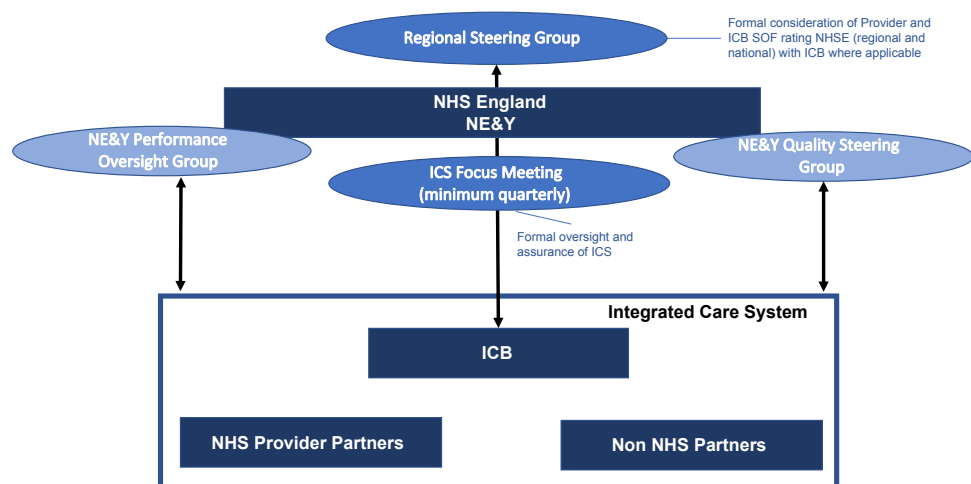 Regional Steering Group
Formal consideration of Provider and
ICB SOF rating NHSE (regional and
national) with ICB where applicable
NHS England
NE&Y
NE&Y Performance
Oversight Group
NE&Y Quality Steering
Group
ICS Focus Meeting
(minimum quarterly)
Formal oversight and
assurance of ICS
Integrated Care System
ICB
NHS Provider Partners
Non NHS Partners